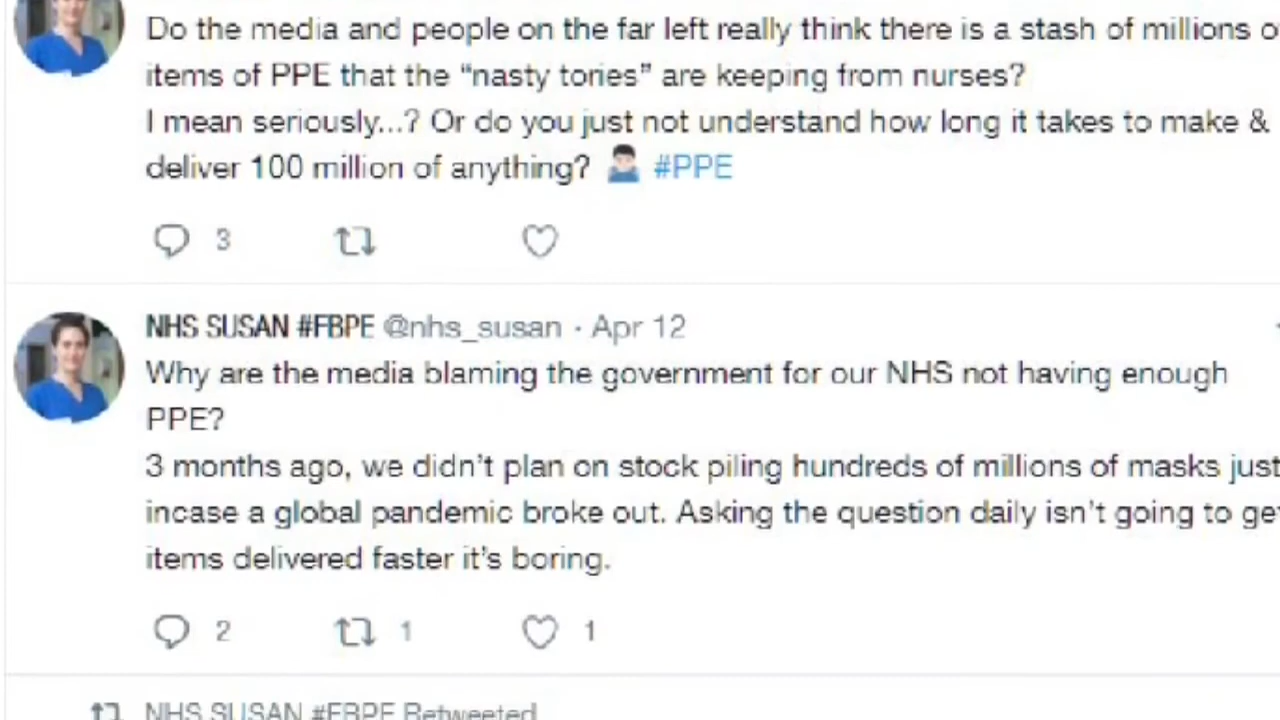 Do the media and people on the far left really think there is a stash of millions
items of PPE that the “nasty tories” are keeping from nurses?
I mean seriously...? Or do you just not understand how long it takes to make &
deliver 100 million of anything? #PPE
3
NHS SUSAN #FBPE @nhs_susan · Apr 12
Why are the media blaming the government for our NHS not having enough
PPE?
3 months ago, we didn’t plan on stock piling hundreds of millions of masks just
incase a global pandemic broke out. Asking the question daily isn’t going to
items delivered faster it’s boring.
2 1 1
NHS SUSAN #FBPE Retweeted